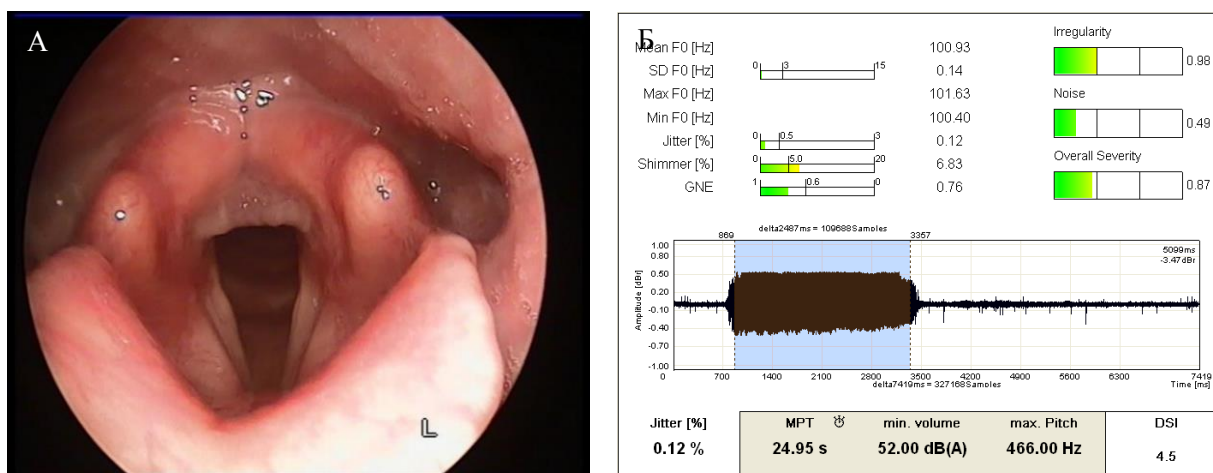 А
L
Б
Mean F0 [Hz] 100.93
SD F0 [Hz] 0 3 15 0.14
Max F0 [Hz] 101.63
Min F0 [Hz] 100.40
Jitter [%] 0 0.5 3 0.12
Shimmer [%] 0 5.0 20 6.83
GNE 1 0.6 0 0.76
Irregularity
0.98
Noise
0.49
Overall Severity
0.87
delta2487ms = 109688Samples
869 3357
5099ms
-3.47dBr
Amplitude [dBr]
1.00
0.80
0.50
0.20
-0.10
-0.40
-0.70
-1.00
0 700 1400 2100 2800 3500 4200 4900 5600 6300 7419
delta7419ms = 327168Samples
Time [ms]
Jitter [%] MPT min. volume max. Pitch DSI
0.12 % 24.95 s 52.00 dB(A) 466.00 Hz 4.5